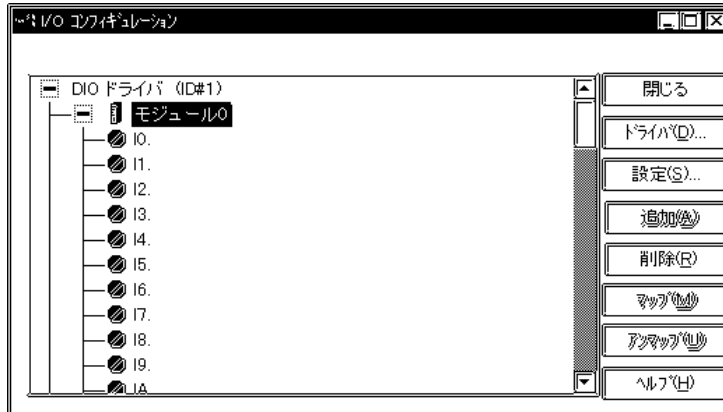 I/O コンフィギュレーション
DIO ドライバ (ID#1)
モジュール0
I0.
I1.
I2.
I3.
I4.
I5.
I6.
I7.
I8.
I9.
IA
閉じる
ドライバ(D)...
設定(S)...
追加(A)
削除(R)
マップ(M)
アンマップ(U)
ヘルプ(H)